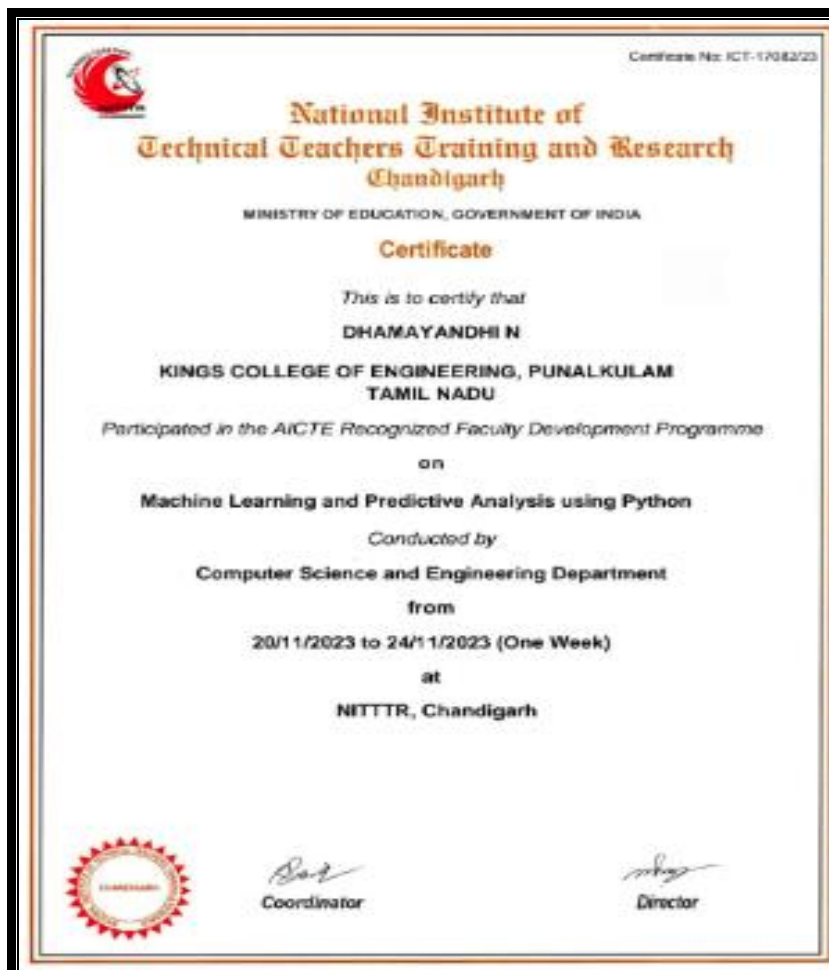 Certificate No: ICT-17082/23
National Institute of
Technical Teachers Training and Research
Chandigarh
MINISTRY OF EDUCATION, GOVERNMENT OF INDIA
Certificate
This is to certify that
DHAMAYANDHI N
KINGS COLLEGE OF ENGINEERING, PUNALKULAM
TAMIL NADU
Participated in the AICTE Recognized Faculty Development Programme
on
Machine Learning and Predictive Analysis using Python
Conducted by
Computer Science and Engineering Department
from
20/11/2023 to 24/11/2023 (One Week)
at
NITTTR, Chandigarh
Coordinator
Director